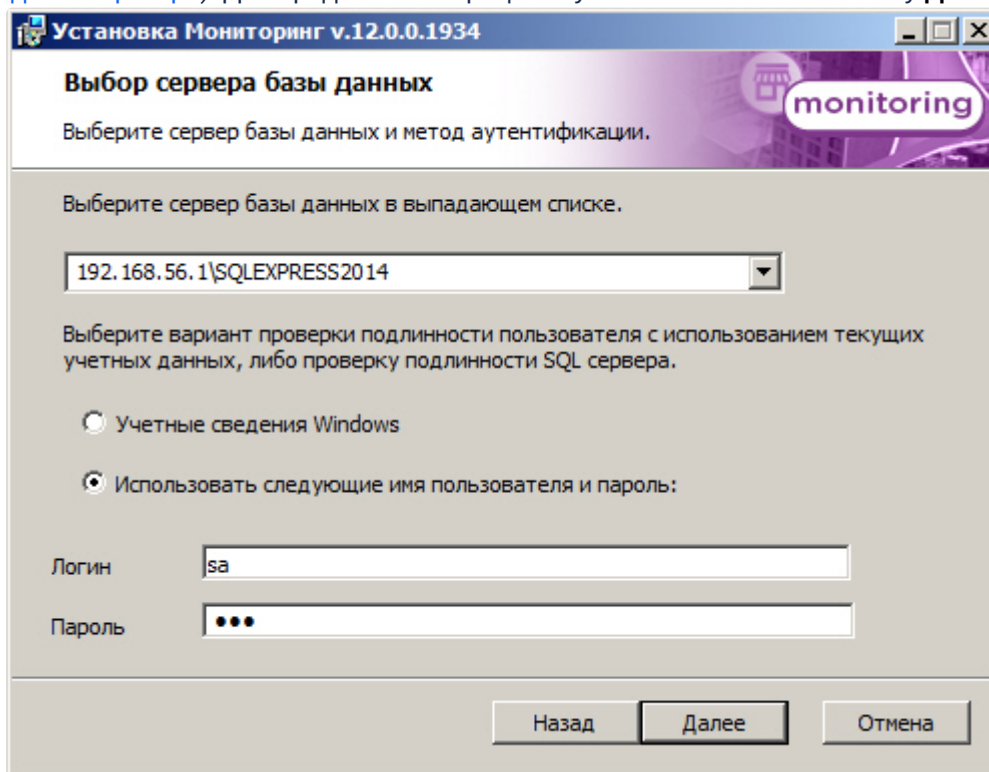 Установка Мониторинг v.12.0.0.1934
Выбор сервера базы данных
monitoring
Выберите сервер базы данных и метод аутентификации.
Выберите сервер базы данных в выпадающем списке.
192.168.56.1\SQLEXPRESS2014
Выберите вариант проверки подлинности пользователя с использованием текущих
учетных данных, либо проверку подлинности SQL сервера.
Учетные сведения Windows
Использовать следующие имя пользователя и пароль:
Логин
sa
Пароль
•••
Назад
Далее
Отмена